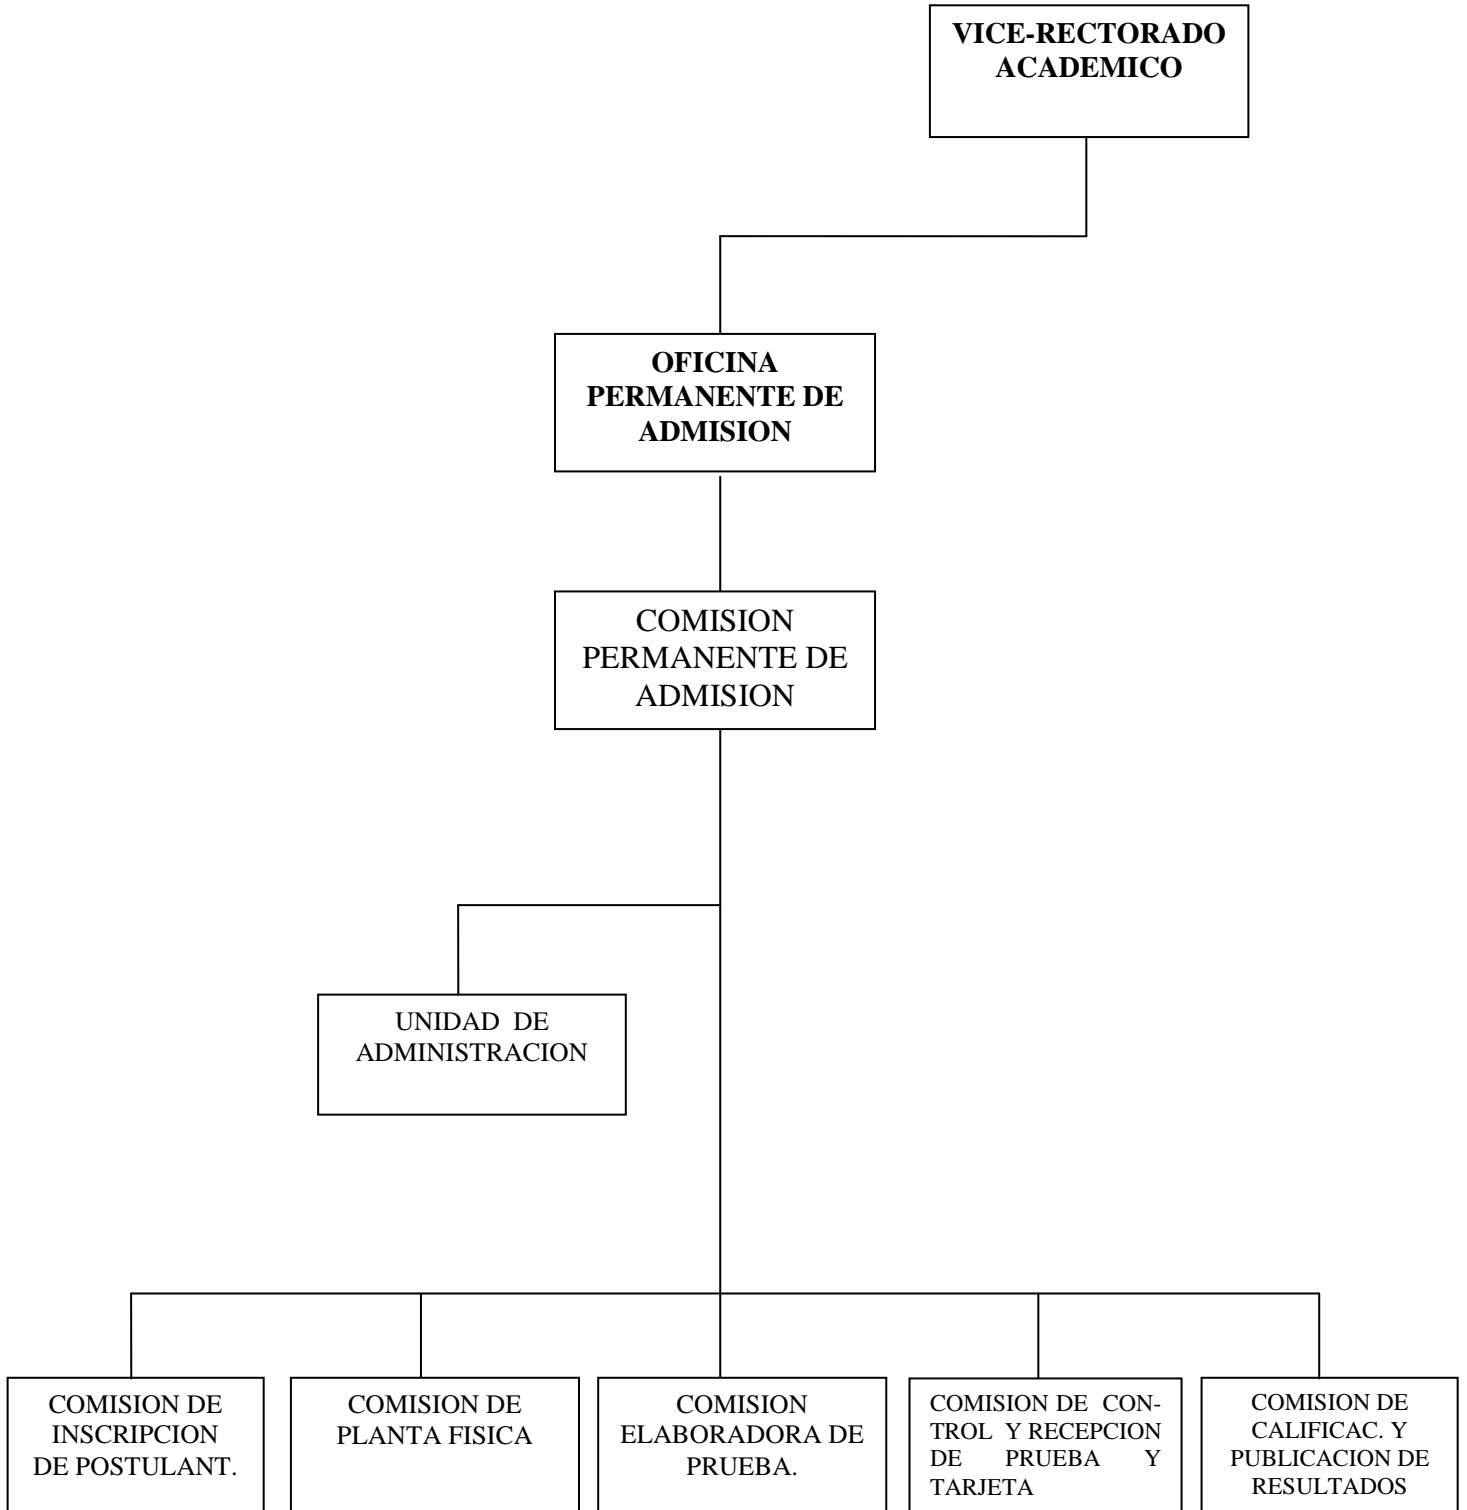 VICE-RECTORADO
ACADEMICO
OFICINA
PERMANENTE DE
ADMISION
COMISION
PERMANENTE DE
ADMISION
UNIDAD DE
ADMINISTRACION
COMISION DE
INSCRIPCION
DE POSTULANT.
COMISION DE
PLANTA FISICA
COMISION
ELABORADORA DE
PRUEBA.
COMISION DE CON-
TROL Y RECEPCION
DE PRUEBA Y
TARJETA
COMISION DE
CALIFICAC. Y
PUBLICACION DE
RESULTADOS